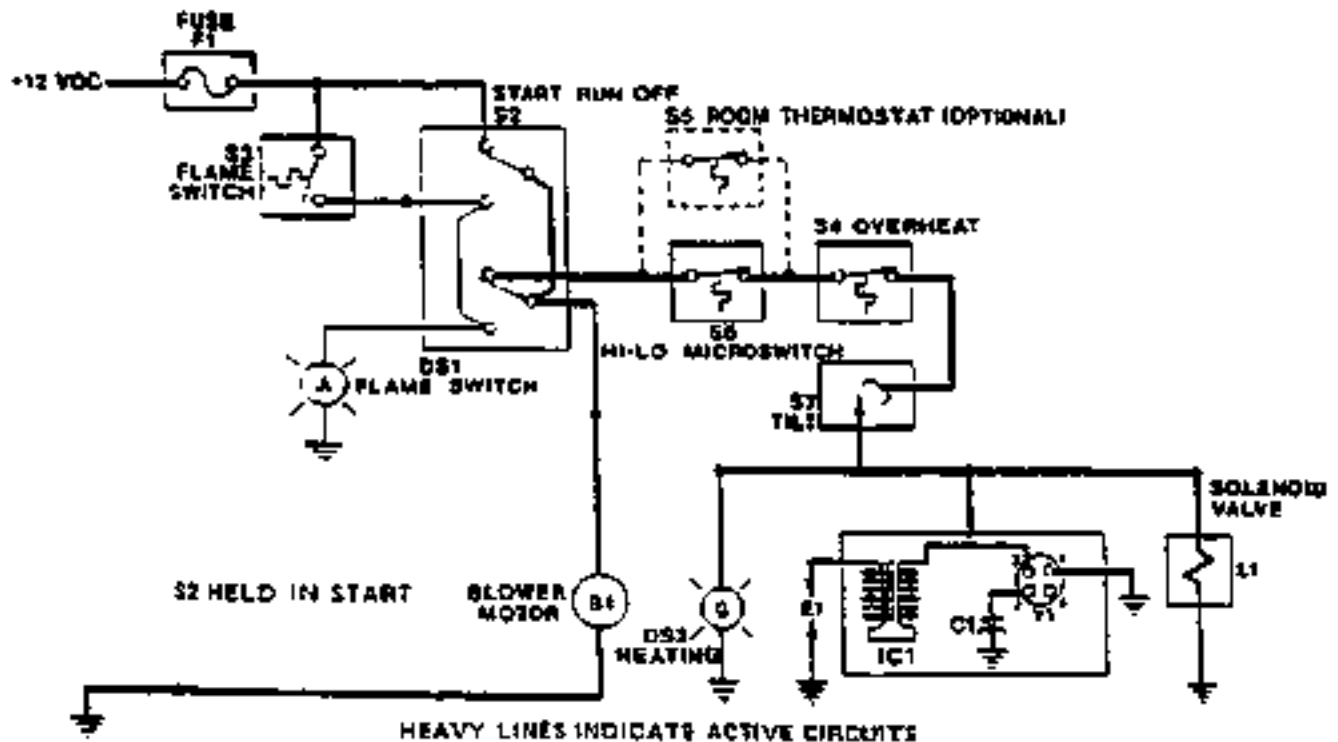 FUSE
F1
+12 VDC
START RUN OFF
S2
S5 ROOM THERMOSTAT (OPTIONAL)
S3
FLAME
SWITCH
S4 OVERHEAT
S6
HI-LO MICROSWITCH
DS1
A FLAME SWITCH
S7
TILT
SOLENOID
VALVE
L1
S2 HELD IN START
BLOWER
MOTOR
B1
G
E1
C1
DS2
HEATING
IC1
HEAVY LINES INDICATE ACTIVE CIRCUITS